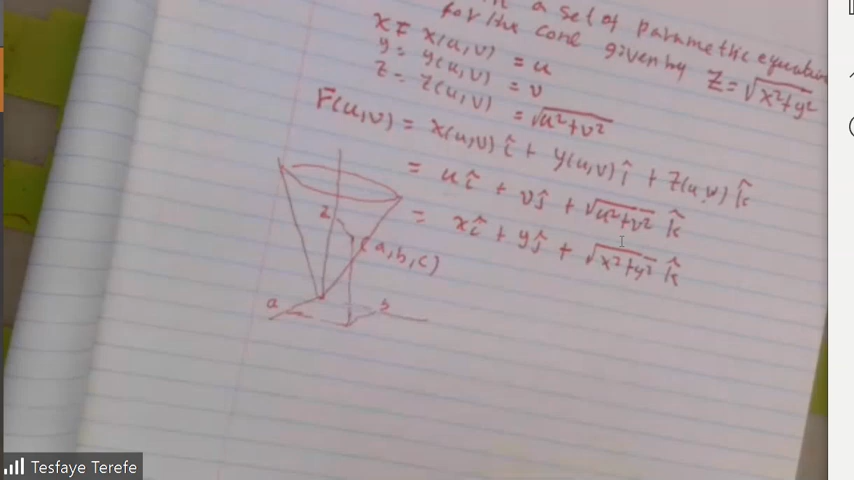 a set of parametric equation
for the cone given by Z = √x²+y²
x = x(u,v) = u
y = y(u,v) = v
z = z(u,v) = √u²+v²
F(u,v) = x(u,v) î + y(u,v) ĵ + z(u,v) k̂
= u î + v ĵ + √u²+v² k̂
= x î + y ĵ + √x²+y² k̂
z
(a,b,c)
a
b
Tesfaye Terefe